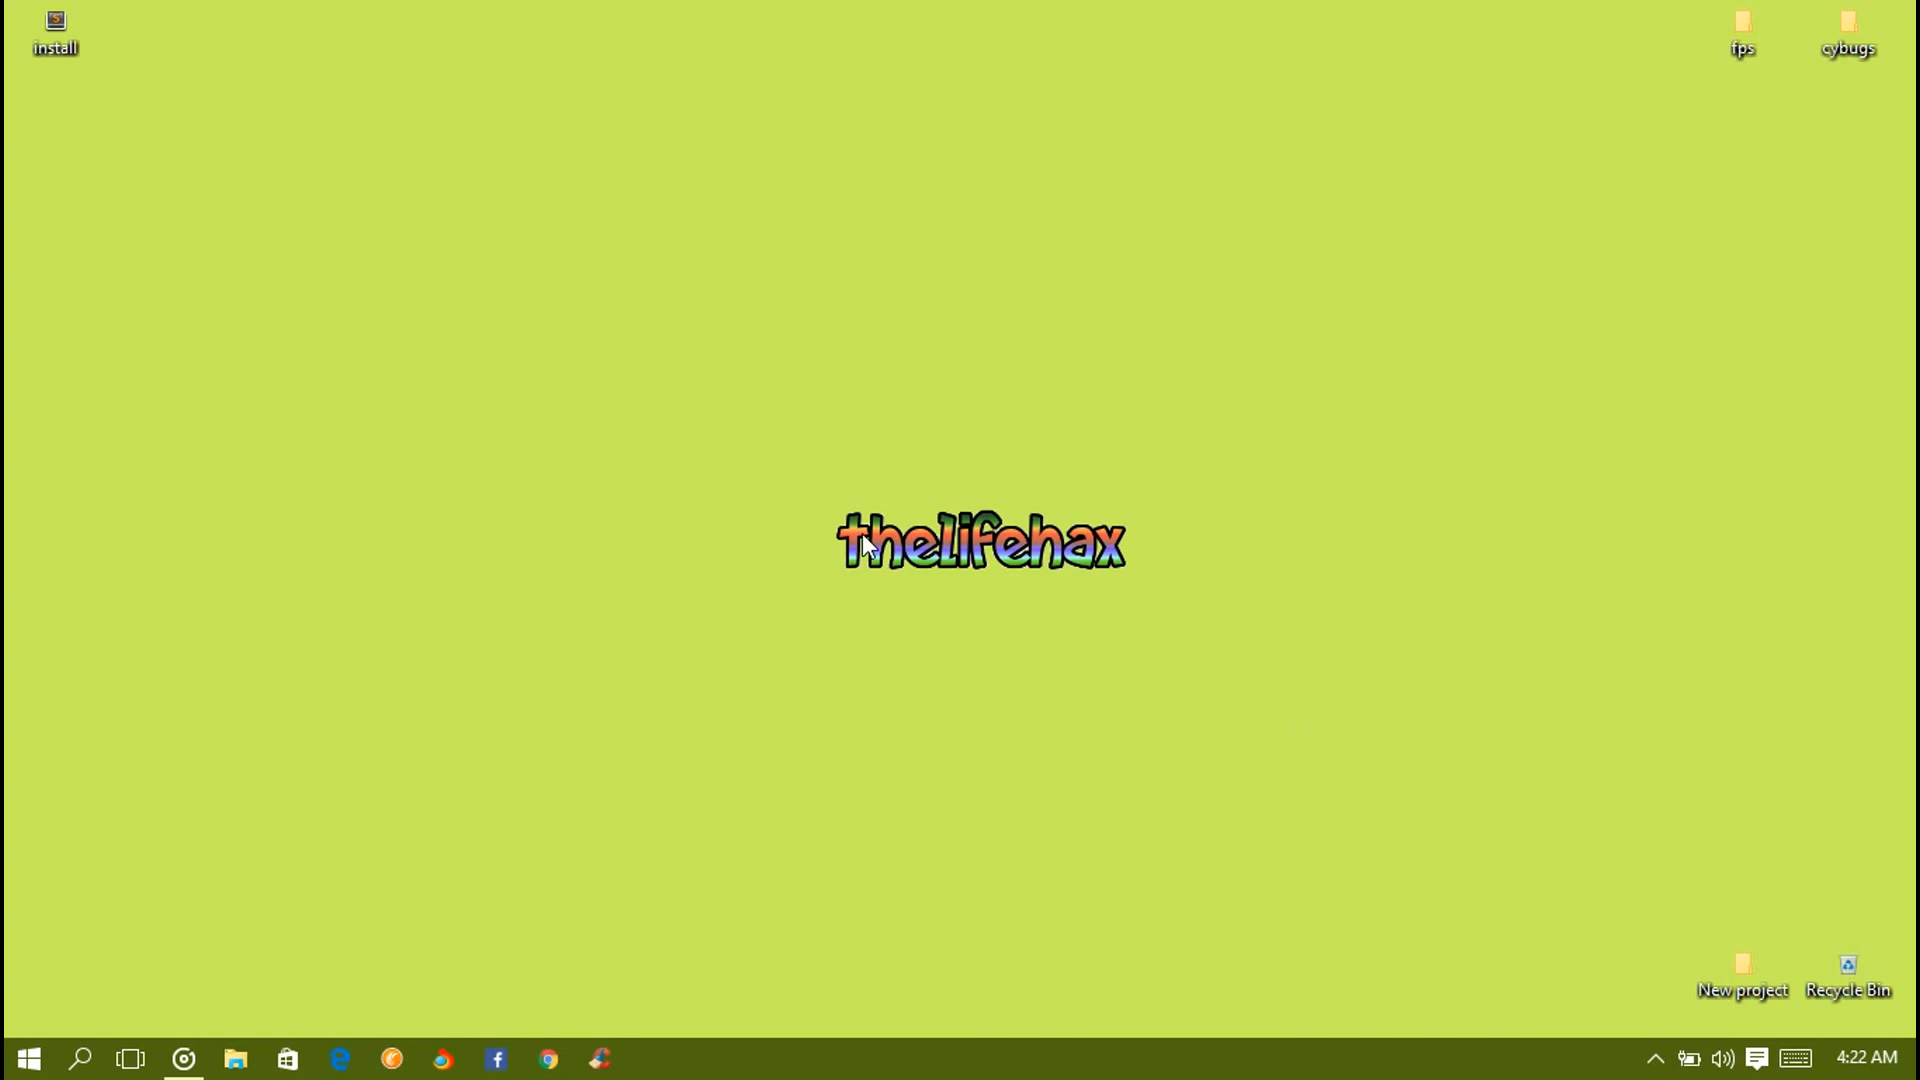 install
fps
cybugs
thelifehax
New project
Recycle Bin
4:22 AM